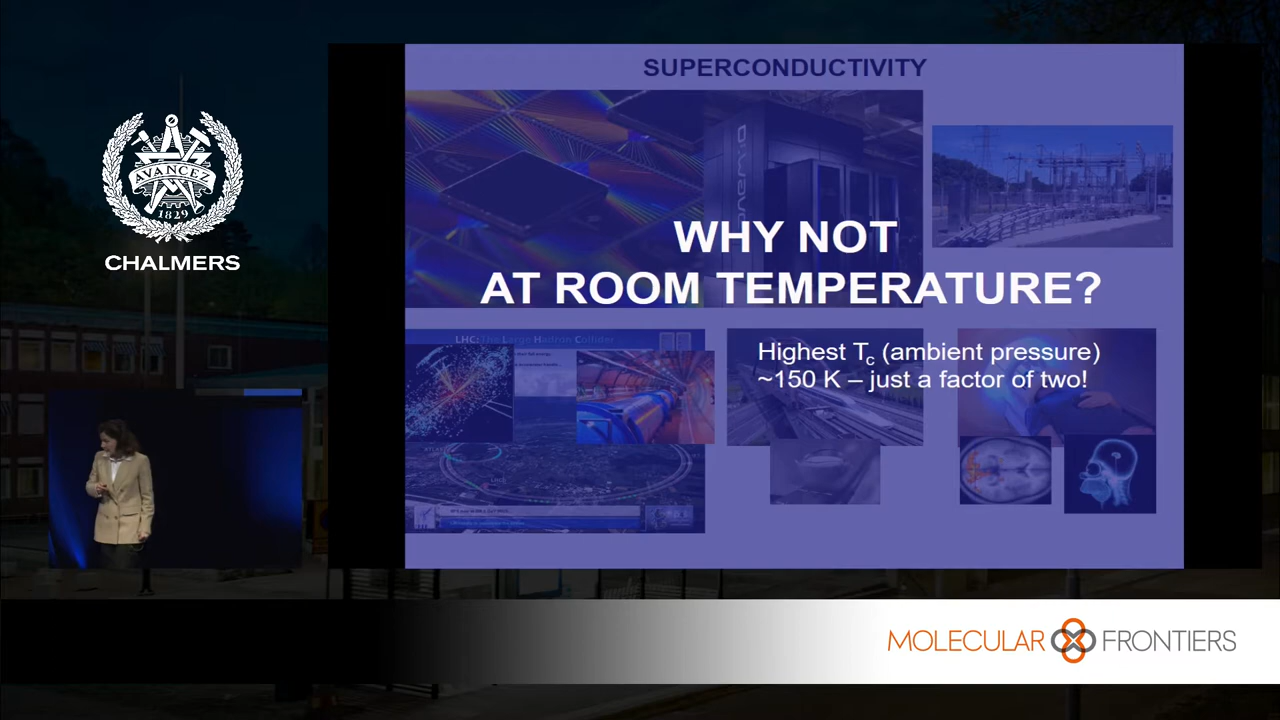 AVANCEZ
1829
CHALMERS
SUPERCONDUCTIVITY
D:WAVE
WHY NOT
AT ROOM TEMPERATURE?
LHC: The Large Hadron Collider
Highest Tc (ambient pressure)
~150 K – just a factor of two!
MOLECULAR FRONTIERS